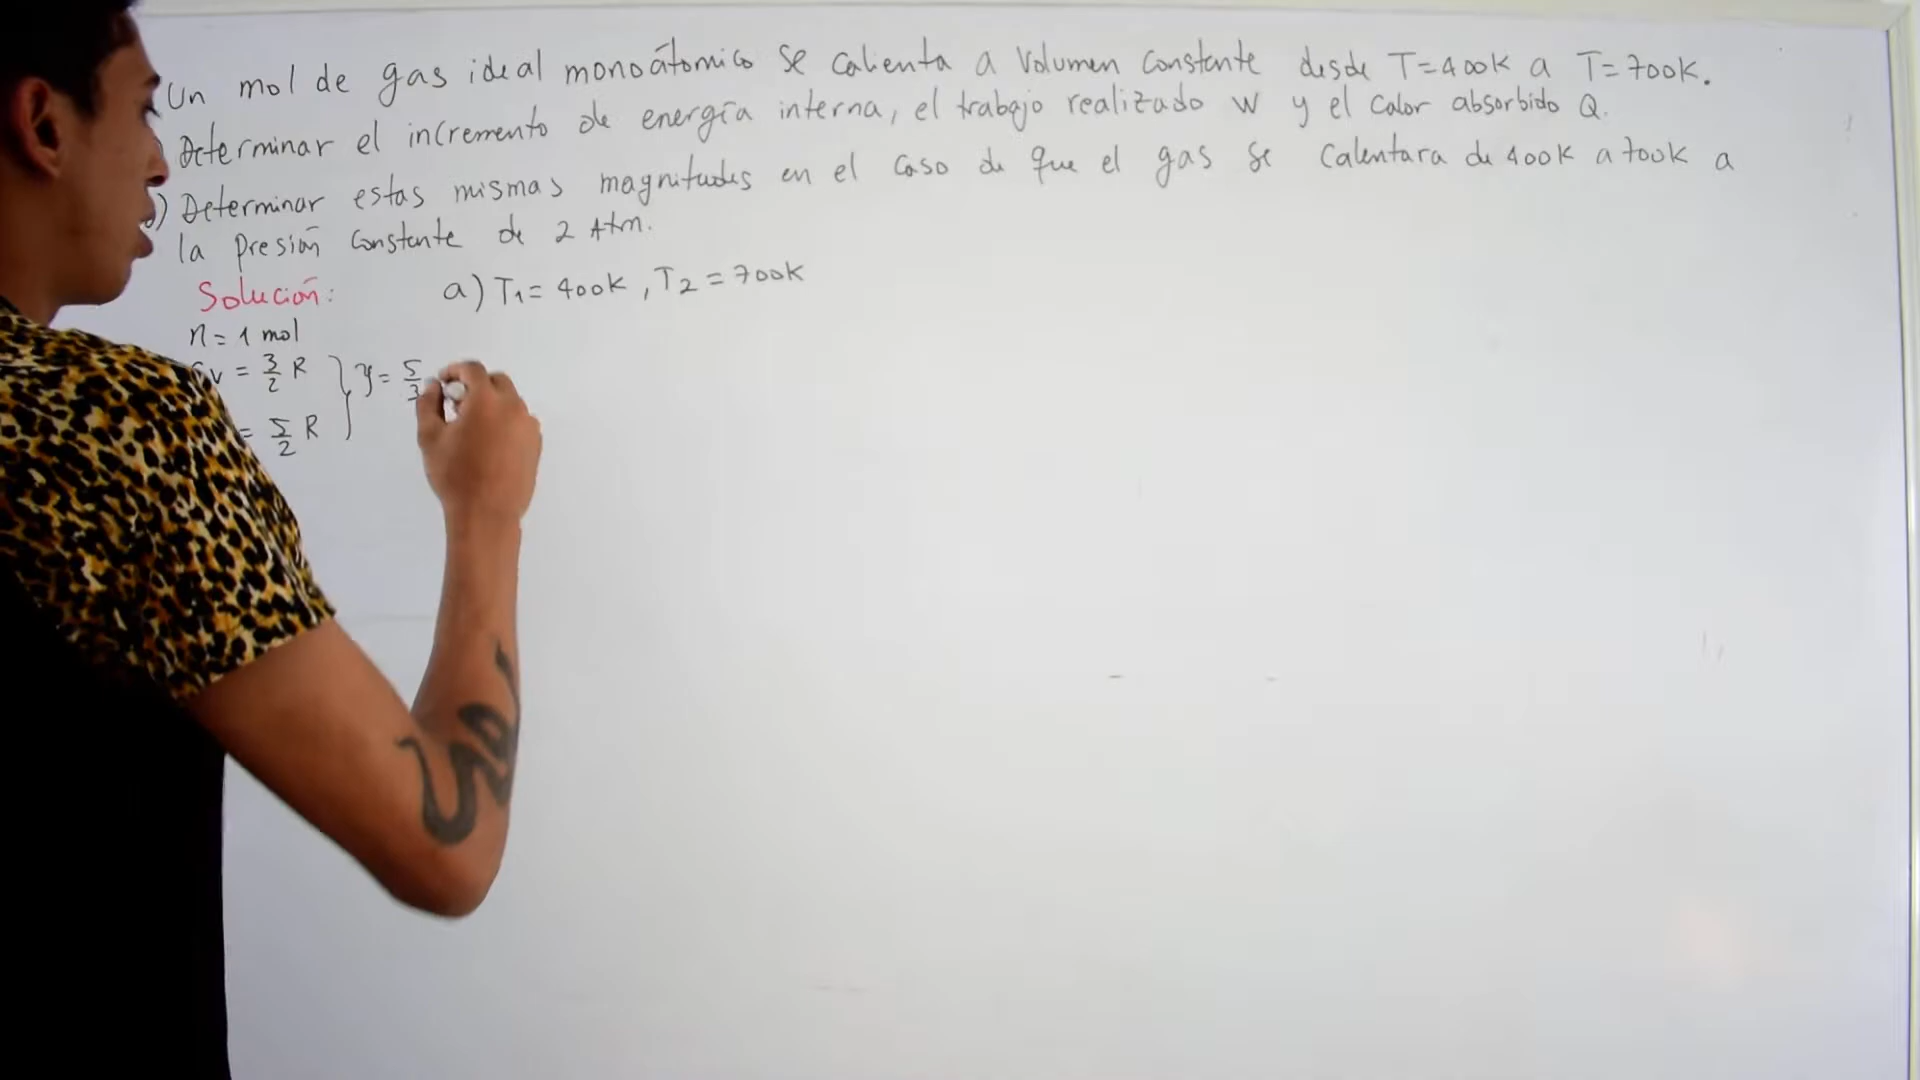 Un mol de gas ideal monoátomico se calienta a Volumen Constante desde T=400K a T=700K.
) Determinar el incremento de energía interna, el trabajo realizado W y el Calor absorbido Q.
) Determinar estas mismas magnitudes en el caso de que el gas se Calentara de 400K a 700K a
la Presión Constante de 2 Atm.
Solución:
a) T₁= 400K , T₂ = 700K
n = 1 mol
v = 3/2 R
γ= 5/3
= 5/2 R